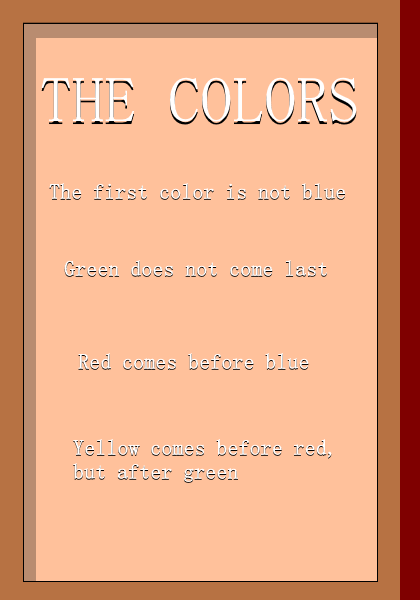 THE COLORS
The first color is not blue
Green does not come last
Red comes before blue
Yellow comes before red,
but after green